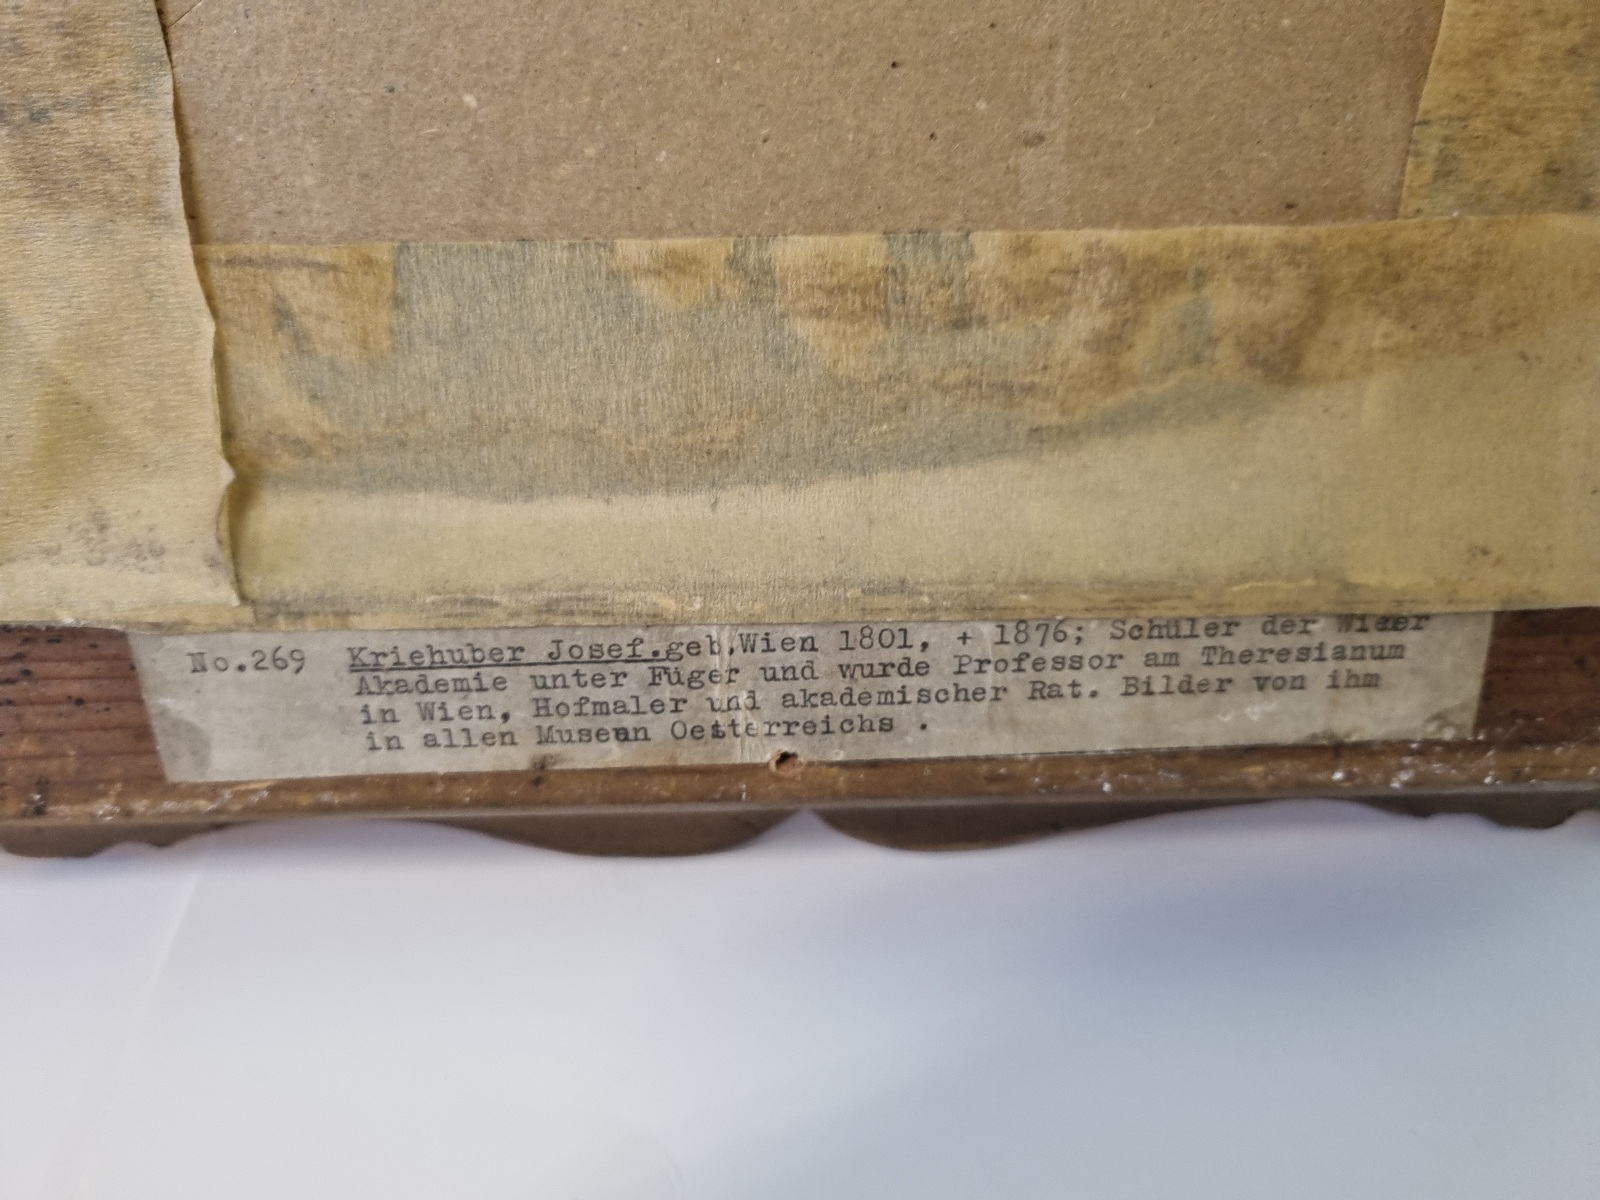 No.269 Kriehuber Josef.geb.Wien 1801, + 1876; Schüler der Wiener
Akademie unter Füger und wurde Professor am Theresianum
in Wien, Hofmaler und akademischer Rat. Bilder von ihm
in allen Museen Oesterreichs .